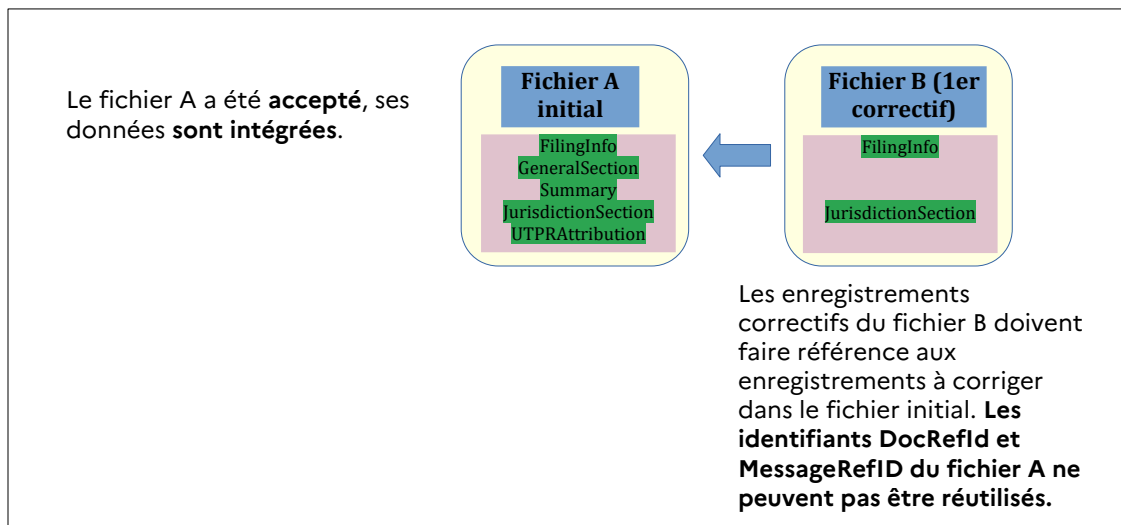 Le fichier A a été accepté, ses
données sont intégrées.
Fichier A
initial
FilingInfo
GeneralSection
Summary
JurisdictionSection
UTPRAttribution
Fichier B (1er
correctif)
FilingInfo
JurisdictionSection
Les enregistrements
correctifs du fichier B doivent
faire référence aux
enregistrements à corriger
dans le fichier initial. Les
identifiants DocRefId et
MessageRefID du fichier A ne
peuvent pas être réutilisés.